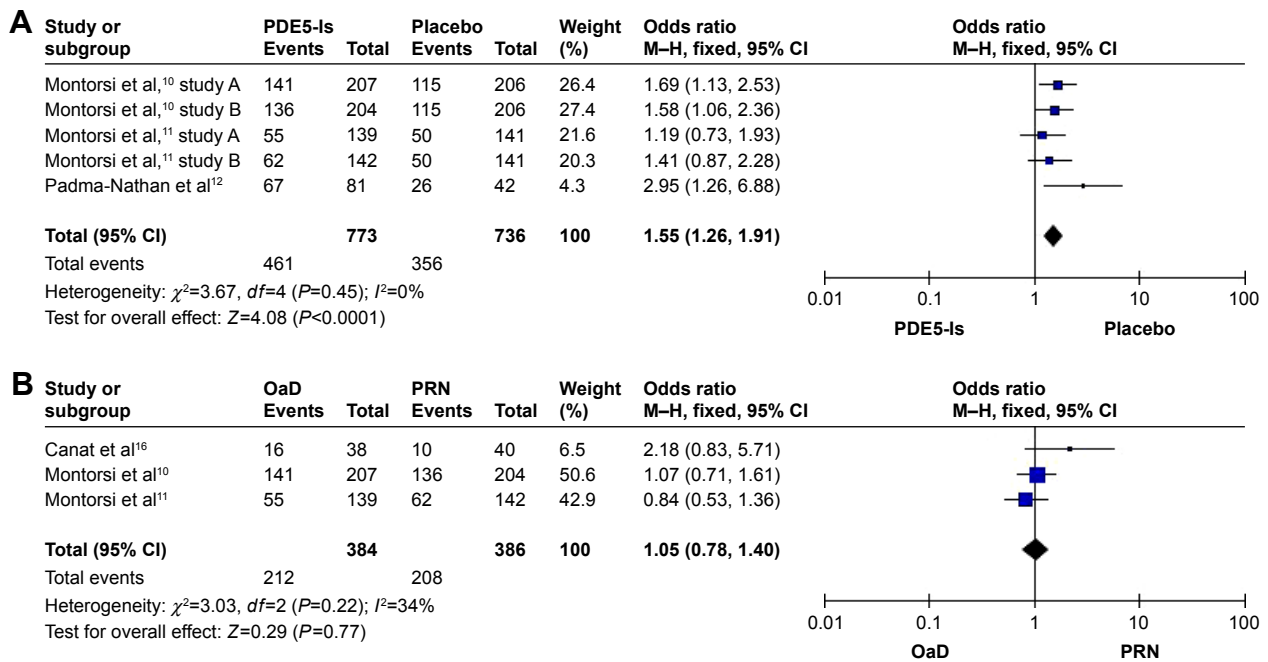 A
Study or subgroup PDE5-Is Events Total Placebo Events Total Weight (%) Odds ratio M–H, fixed, 95% CI Odds ratio M–H, fixed, 95% CI
Montorsi et al,¹⁰ study A 141 207 115 206 26.4 1.69 (1.13, 2.53)
Montorsi et al,¹⁰ study B 136 204 115 206 27.4 1.58 (1.06, 2.36)
Montorsi et al,¹¹ study A 55 139 50 141 21.6 1.19 (0.73, 1.93)
Montorsi et al,¹¹ study B 62 142 50 141 20.3 1.41 (0.87, 2.28)
Padma-Nathan et al¹² 67 81 26 42 4.3 2.95 (1.26, 6.88)
Total (95% CI) 773 736 100 1.55 (1.26, 1.91)
Total events 461 356
Heterogeneity: χ²=3.67, df=4 (P=0.45); I²=0%
Test for overall effect: Z=4.08 (P<0.0001)
0.01 0.1 1 10 100
PDE5-Is Placebo
B
Study or subgroup OaD Events Total PRN Events Total Weight (%) Odds ratio M–H, fixed, 95% CI Odds ratio M–H, fixed, 95% CI
Canat et al¹⁶ 16 38 10 40 6.5 2.18 (0.83, 5.71)
Montorsi et al¹⁰ 141 207 136 204 50.6 1.07 (0.71, 1.61)
Montorsi et al¹¹ 55 139 62 142 42.9 0.84 (0.53, 1.36)
Total (95% CI) 384 386 100 1.05 (0.78, 1.40)
Total events 212 208
Heterogeneity: χ²=3.03, df=2 (P=0.22); I²=34%
Test for overall effect: Z=0.29 (P=0.77)
0.01 0.1 1 10 100
OaD PRN